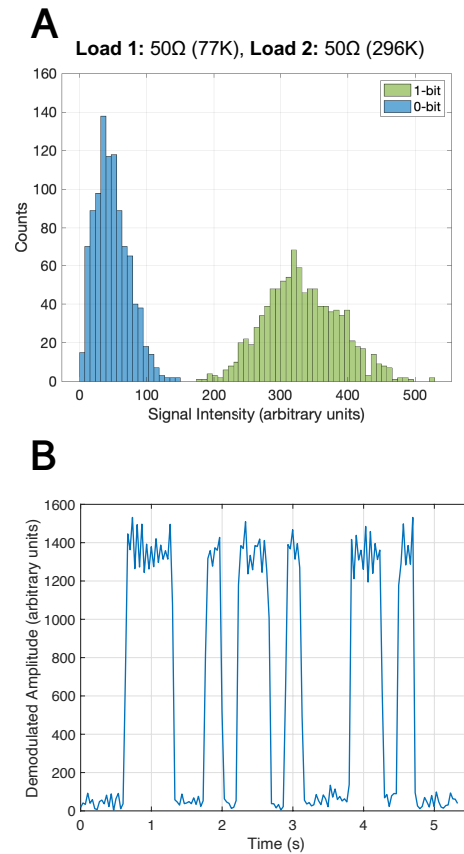 A
Load 1: 50Ω (77K), Load 2: 50Ω (296K)
160
140
120
100
80
60
40
20
0
Counts
1-bit
0-bit
0 100 200 300 400 500
Signal Intensity (arbitrary units)
B
1600
1400
1200
1000
800
600
400
200
0
Demodulated Amplitude (arbitrary units)
0 1 2 3 4 5
Time (s)